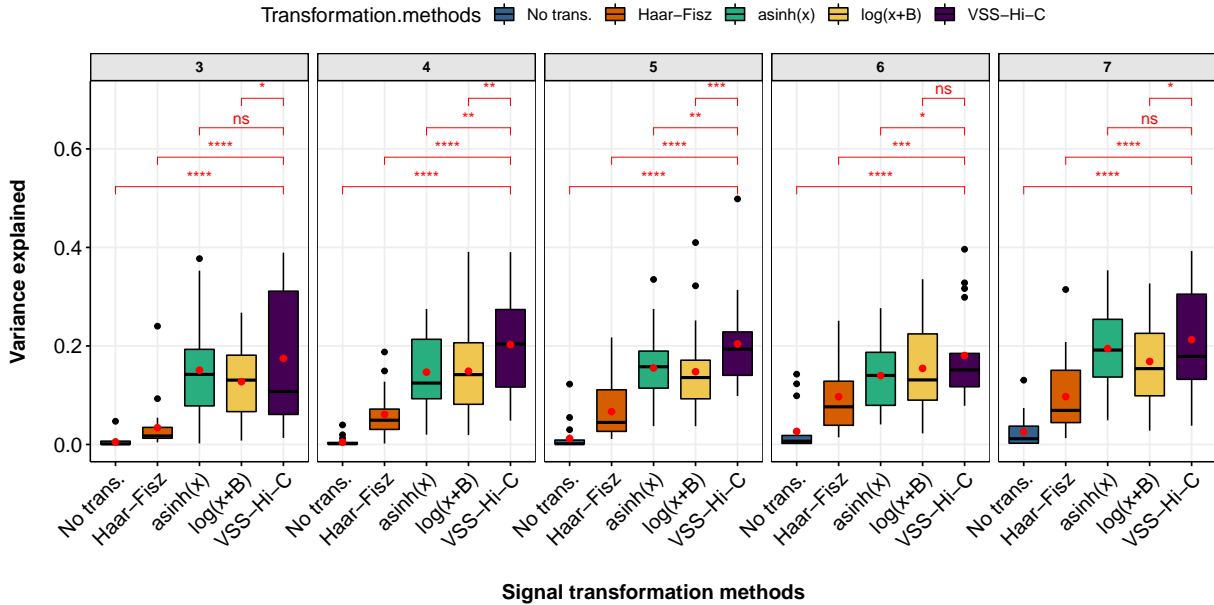 Transformation.methods No trans. Haar−Fisz asinh(x) log(x+B) VSS−Hi−C
3 4 5 6 7
* ** *** ns *
ns ** ** * ns
**** **** **** *** ****
**** **** **** **** ****
0.6
0.4
0.2
0.0
Variance explained
No trans. Haar−Fisz asinh(x) log(x+B) VSS−Hi−C
No trans. Haar−Fisz asinh(x) log(x+B) VSS−Hi−C
No trans. Haar−Fisz asinh(x) log(x+B) VSS−Hi−C
No trans. Haar−Fisz asinh(x) log(x+B) VSS−Hi−C
No trans. Haar−Fisz asinh(x) log(x+B) VSS−Hi−C
Signal transformation methods